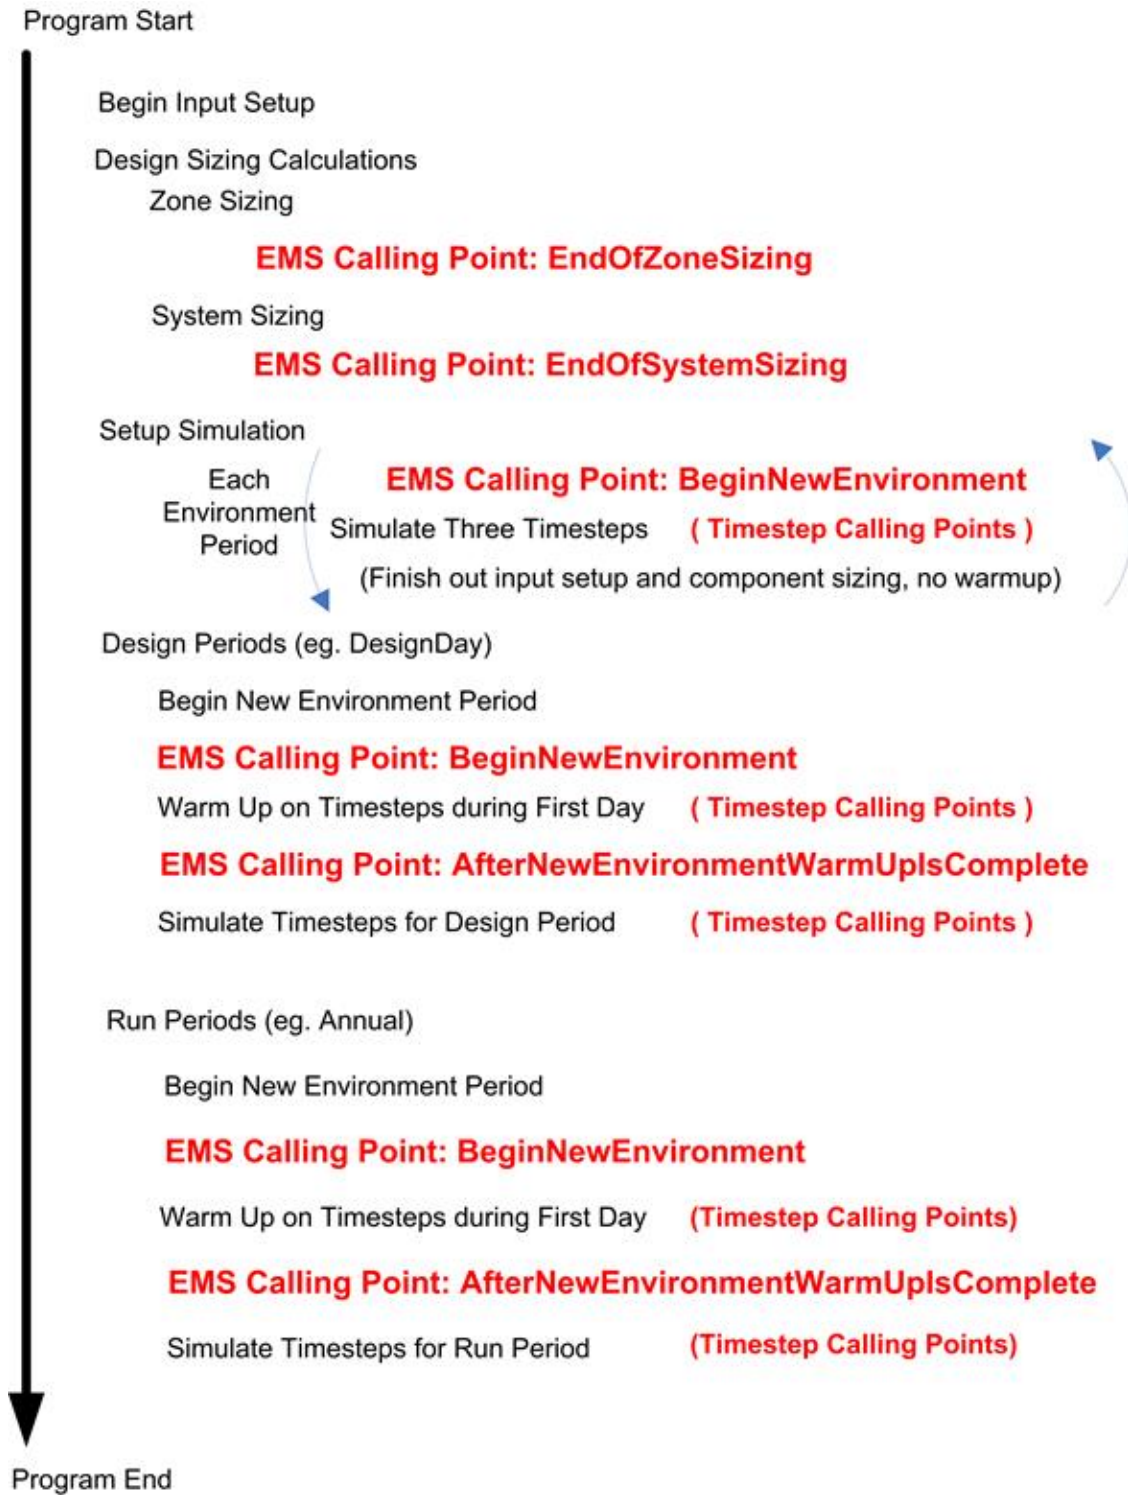 Program Start
Begin Input Setup
Design Sizing Calculations
Zone Sizing
EMS Calling Point: EndOfZoneSizing
System Sizing
EMS Calling Point: EndOfSystemSizing
Setup Simulation
Each
Environment
Period
EMS Calling Point: BeginNewEnvironment
Simulate Three Timesteps ( Timestep Calling Points )
(Finish out input setup and component sizing, no warmup)
Design Periods (eg. DesignDay)
Begin New Environment Period
EMS Calling Point: BeginNewEnvironment
Warm Up on Timesteps during First Day ( Timestep Calling Points )
EMS Calling Point: AfterNewEnvironmentWarmUpIsComplete
Simulate Timesteps for Design Period ( Timestep Calling Points )
Run Periods (eg. Annual)
Begin New Environment Period
EMS Calling Point: BeginNewEnvironment
Warm Up on Timesteps during First Day (Timestep Calling Points)
EMS Calling Point: AfterNewEnvironmentWarmUpIsComplete
Simulate Timesteps for Run Period (Timestep Calling Points)
Program End